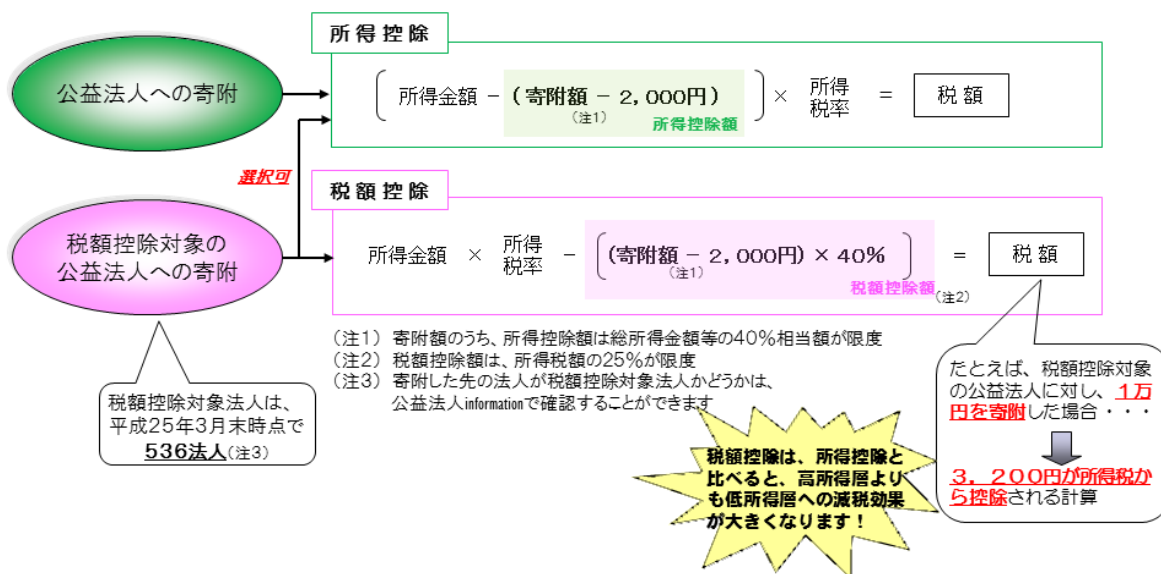 所得控除
公益法人への寄附
( 所得金額 − (寄附額 − 2,000円) ) × 所得税率 = 税額
(注1)
所得控除額
選択可
税額控除
税額控除対象の
公益法人への寄附
所得金額 × 所得税率 − ( (寄附額 − 2,000円) × 40% ) = 税額
(注1)
税額控除額
(注2)
(注1) 寄附額のうち、所得控除額は総所得金額等の40%相当額が限度
(注2) 税額控除額は、所得税額の25%が限度
(注3) 寄附した先の法人が税額控除対象法人かどうかは、
公益法人informationで確認することができます
税額控除対象法人は、
平成25年3月末時点で
536法人(注3)
税額控除は、所得控除と
比べると、高所得層より
も低所得層への減税効果
が大きくなります！
たとえば、税額控除対象
の公益法人に対し、1万
円を寄附した場合・・・
3,200円が所得税か
ら控除される計算